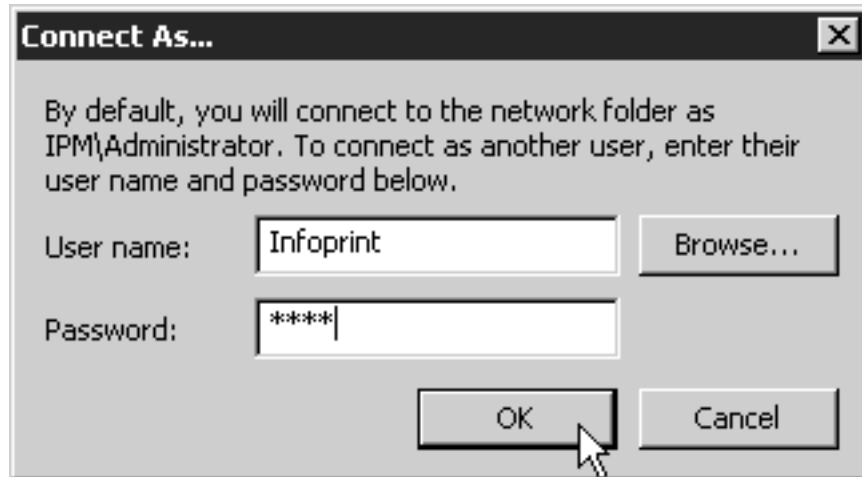 Connect As...
By default, you will connect to the network folder as
IPM\Administrator. To connect as another user, enter their
user name and password below.
User name: Infoprint Browse...
Password: ****
OK Cancel